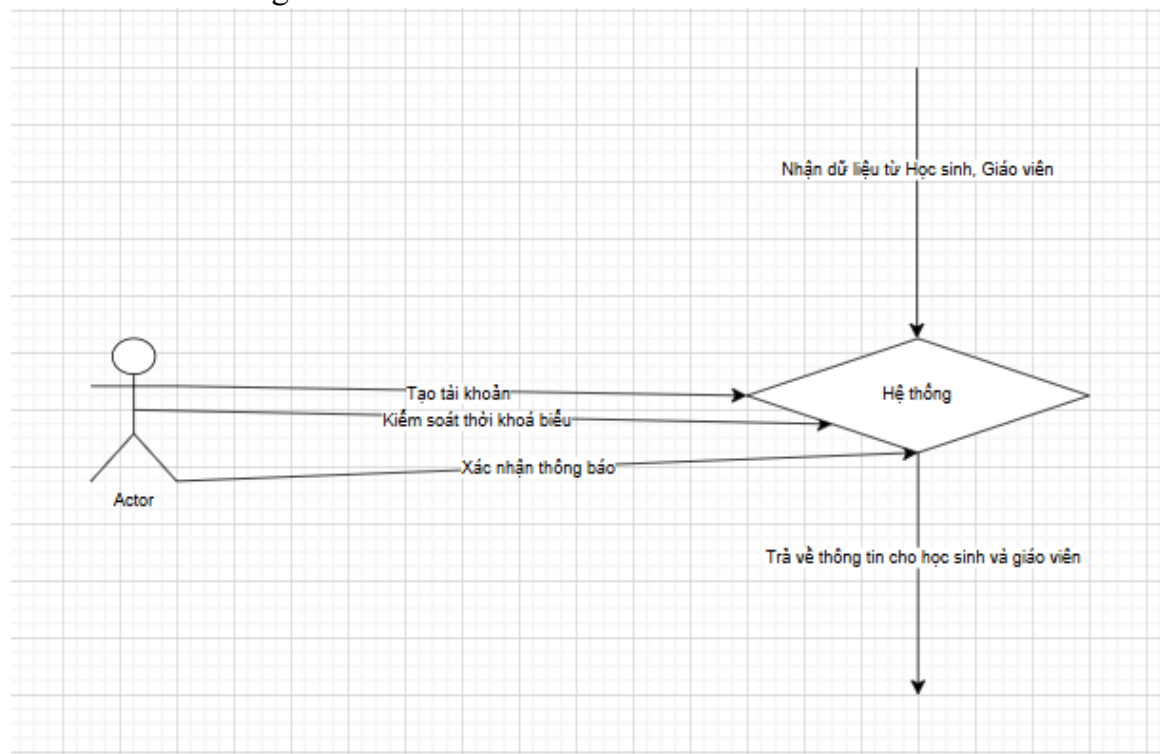 Nhận dữ liệu từ Học sinh, Giáo viên
Tạo tài khoản
Hệ thống
Kiểm soát thời khoá biểu
Xác nhận thông báo
Actor
Trả về thông tin cho học sinh và giáo viên